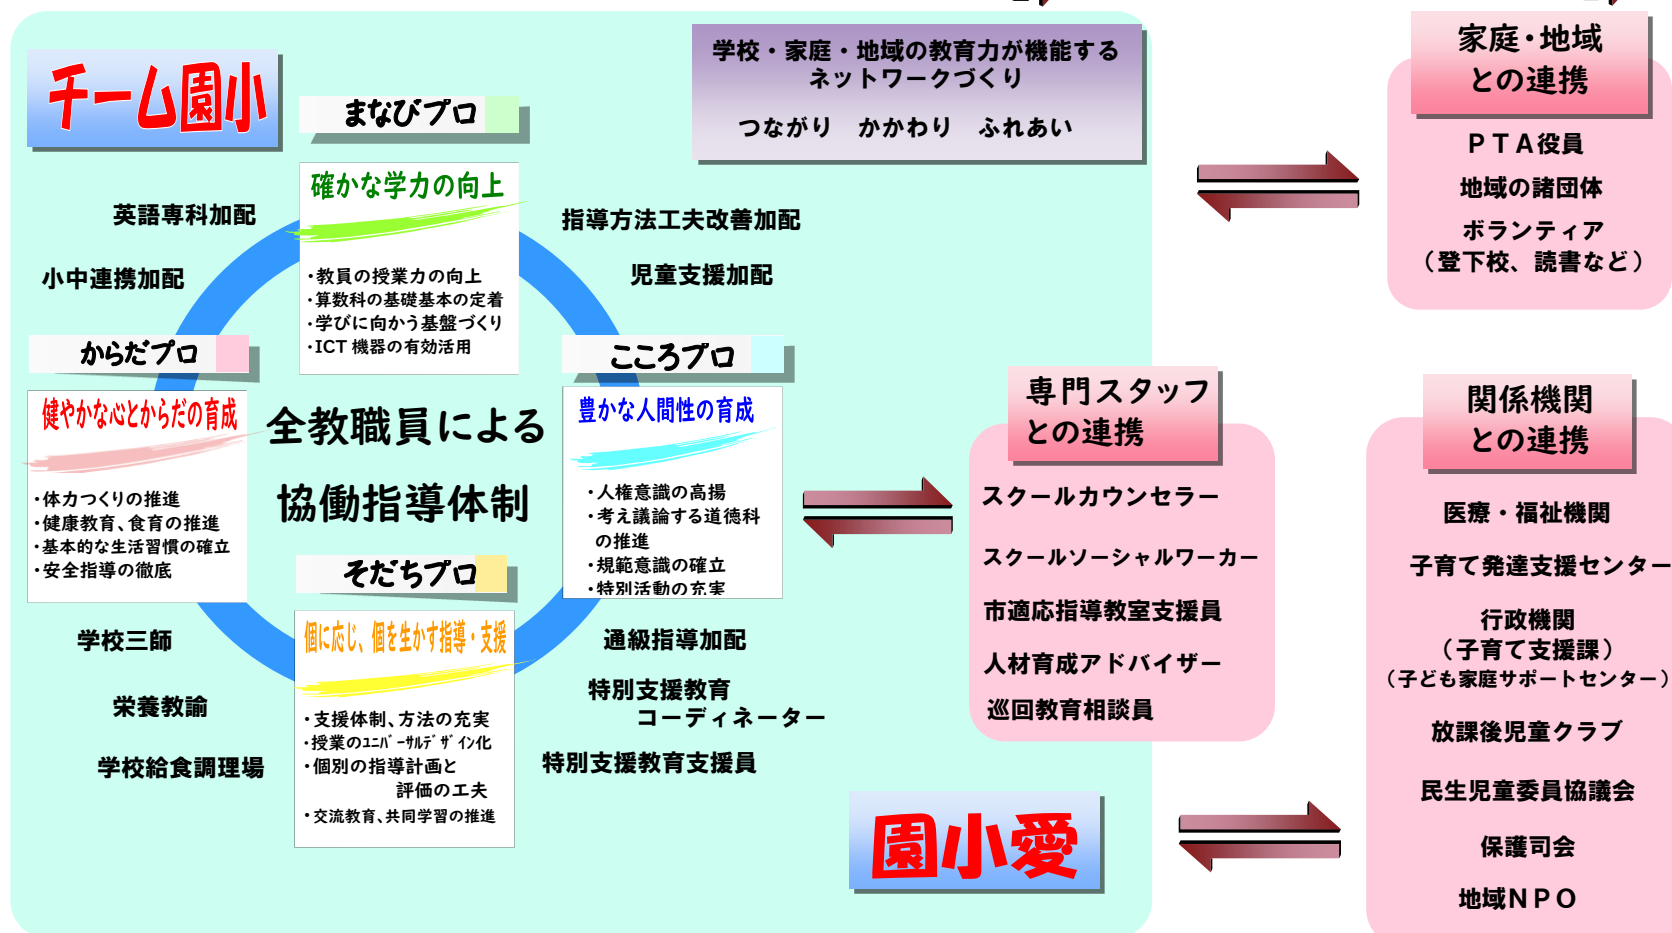 チーム園小
学校・家庭・地域の教育力が機能する
ネットワークづくり
つながり　かかわり　ふれあい
まなびプロ
確かな学力の向上
・教員の授業力の向上
・算数科の基礎基本の定着
・学びに向かう基盤づくり
・ICT 機器の有効活用
英語専科加配
小中連携加配
指導方法工夫改善加配
児童支援加配
からだプロ
健やかな心とからだの育成
・体力つくりの推進
・健康教育、食育の推進
・基本的な生活習慣の確立
・安全指導の徹底
全教職員による
協働指導体制
こころプロ
豊かな人間性の育成
・人権意識の高揚
・考え議論する道徳科
の推進
・規範意識の確立
・特別活動の充実
そだちプロ
個に応じ、個を生かす指導・支援
・支援体制、方法の充実
・授業のﾕﾆﾊﾞｰｻﾙﾃﾞｻﾞｲﾝ化
・個別の指導計画と
評価の工夫
・交流教育、共同学習の推進
学校三師
栄養教諭
学校給食調理場
通級指導加配
特別支援教育
コーディネーター
特別支援教育支援員
園小愛
専門スタッフ
との連携
スクールカウンセラー
スクールソーシャルワーカー
市適応指導教室支援員
人材育成アドバイザー
巡回教育相談員
家庭・地域
との連携
ＰＴＡ役員
地域の諸団体
ボランティア
（登下校、読書など）
関係機関
との連携
医療・福祉機関
子育て発達支援センター
行政機関
（子育て支援課）
（子ども家庭サポートセンター）
放課後児童クラブ
民生児童委員協議会
保護司会
地域ＮＰＯ